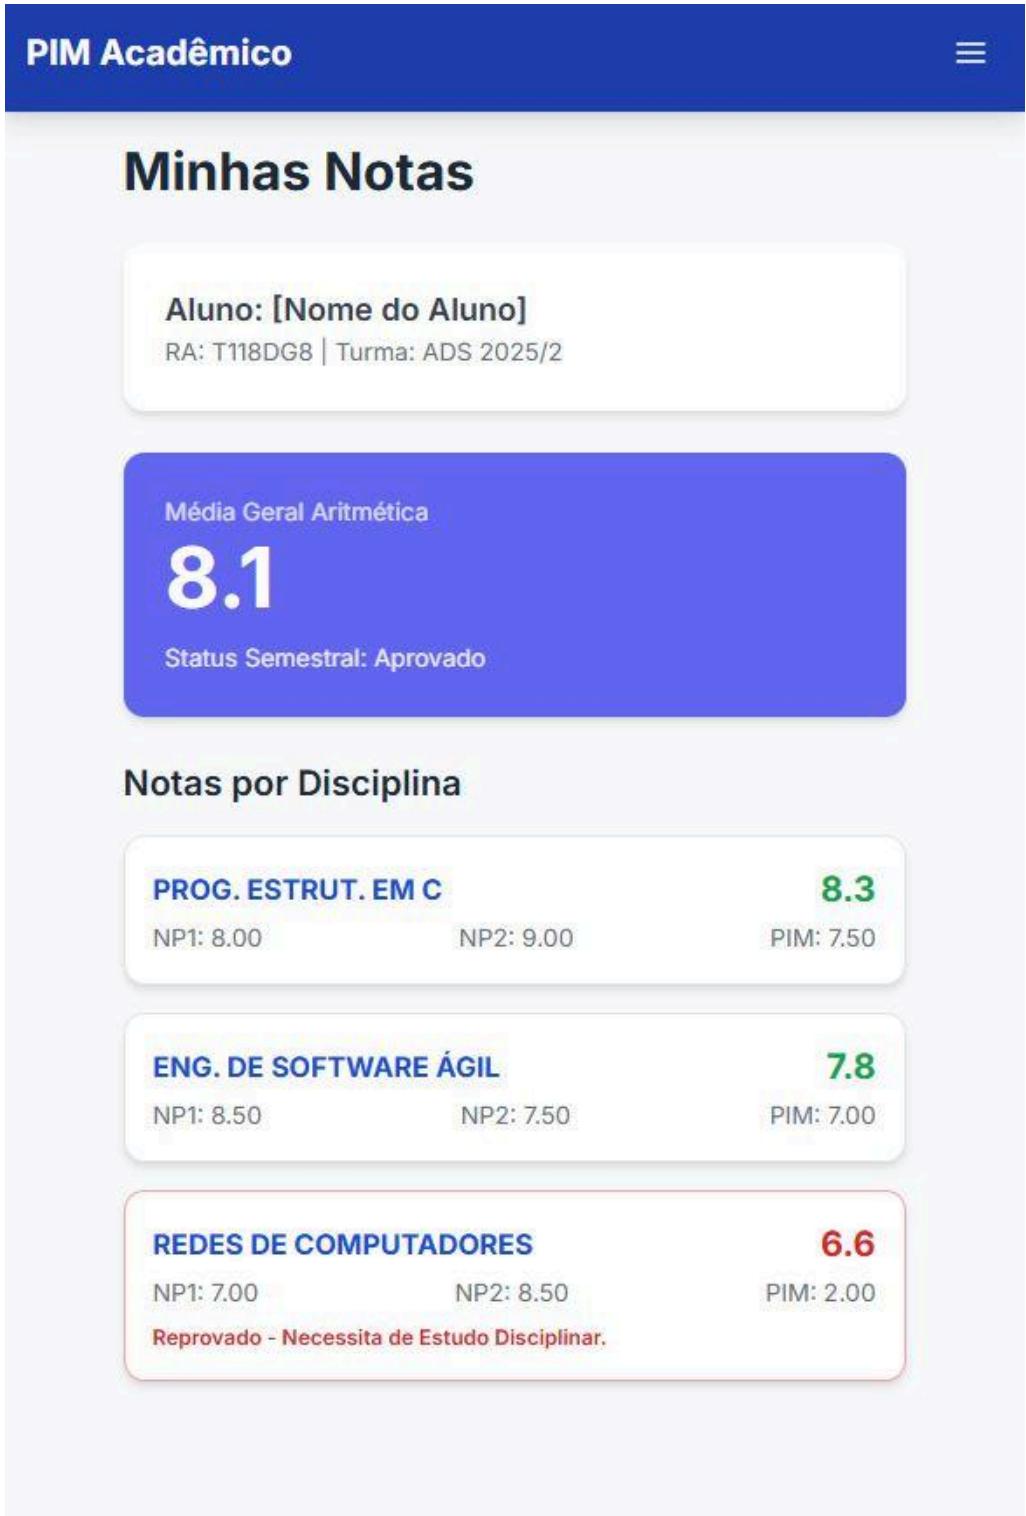 PIM Acadêmico
Minhas Notas
Aluno: [Nome do Aluno]
RA: T118DG8 | Turma: ADS 2025/2
Média Geral Aritmética
8.1
Status Semestral: Aprovado
Notas por Disciplina
PROG. ESTRUT. EM C 8.3
NP1: 8.00 NP2: 9.00 PIM: 7.50
ENG. DE SOFTWARE ÁGIL 7.8
NP1: 8.50 NP2: 7.50 PIM: 7.00
REDES DE COMPUTADORES 6.6
NP1: 7.00 NP2: 8.50 PIM: 2.00
Reprovado - Necessita de Estudo Disciplinar.